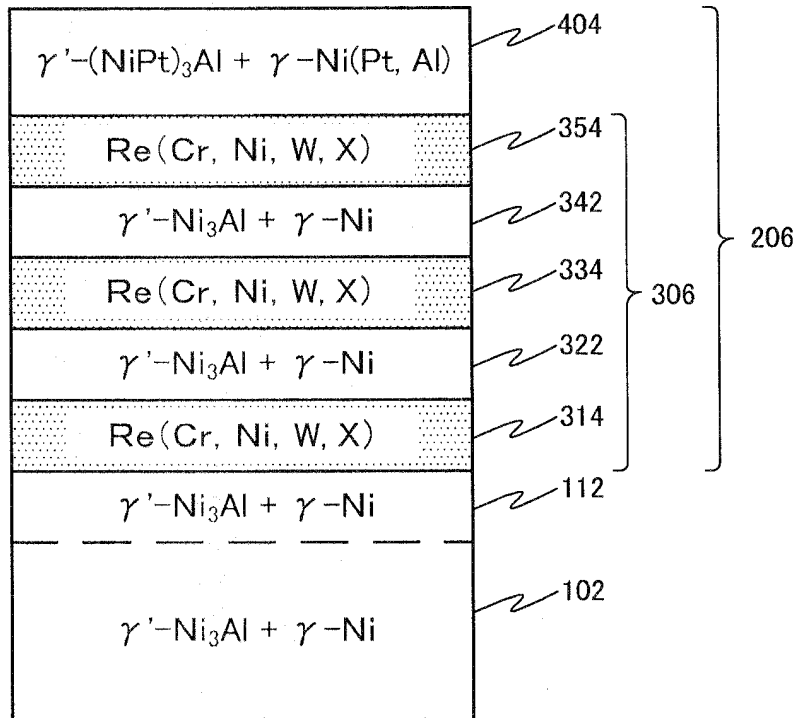 γ'-(NiPt)₃Al + γ-Ni(Pt, Al)
404
Re(Cr, Ni, W, X)
354
γ'-Ni₃Al + γ-Ni
342
206
Re(Cr, Ni, W, X)
334
306
γ'-Ni₃Al + γ-Ni
322
Re(Cr, Ni, W, X)
314
γ'-Ni₃Al + γ-Ni
112
102
γ'-Ni₃Al + γ-Ni